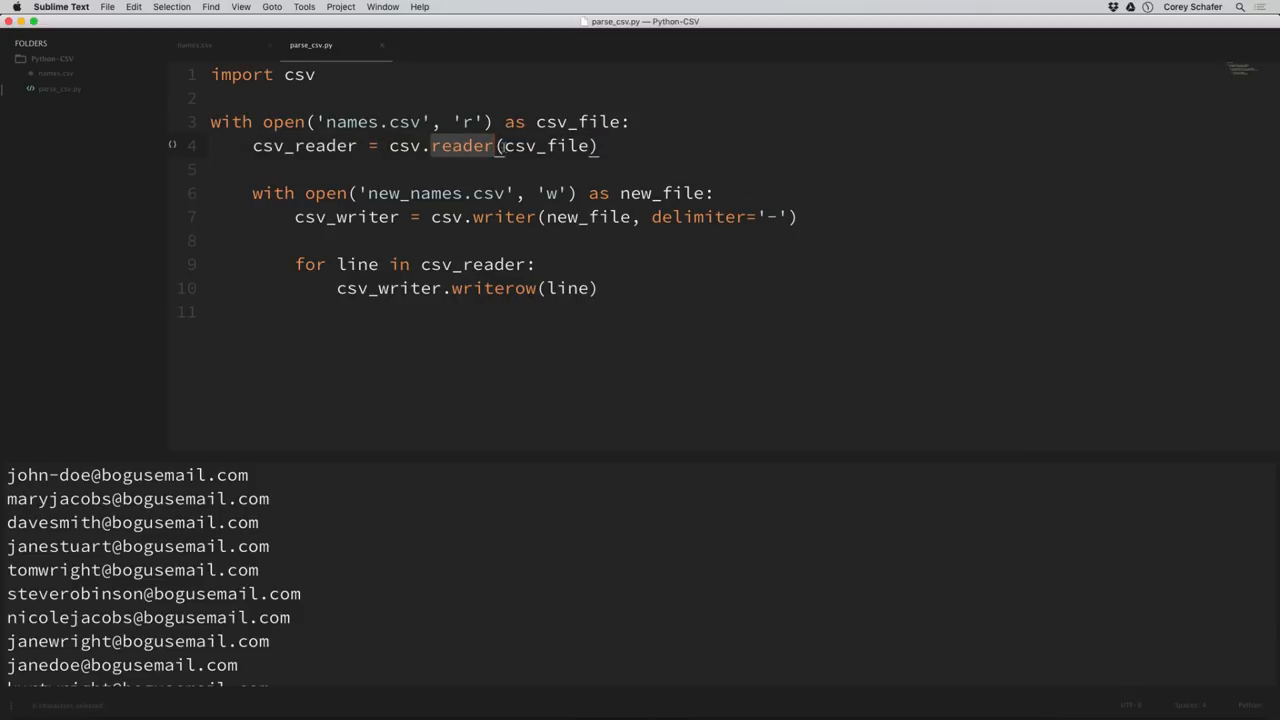 Sublime Text File Edit Selection Find View Goto Tools Project Window Help Corey Schafer
parse_csv.py — Python-CSV
FOLDERS
Python-CSV
names.csv
parse_csv.py
names.csv parse_csv.py
1 import csv
2
3 with open('names.csv', 'r') as csv_file:
4 csv_reader = csv.reader(csv_file)
5
6 with open('new_names.csv', 'w') as new_file:
7 csv_writer = csv.writer(new_file, delimiter='-')
8
9 for line in csv_reader:
10 csv_writer.writerow(line)
11
john-doe@bogusemail.com
maryjacobs@bogusemail.com
davesmith@bogusemail.com
janestuart@bogusemail.com
tomwright@bogusemail.com
steverobinson@bogusemail.com
nicolejacobs@bogusemail.com
janewright@bogusemail.com
janedoe@bogusemail.com
6 characters selected UTF-8 Spaces: 4 Python